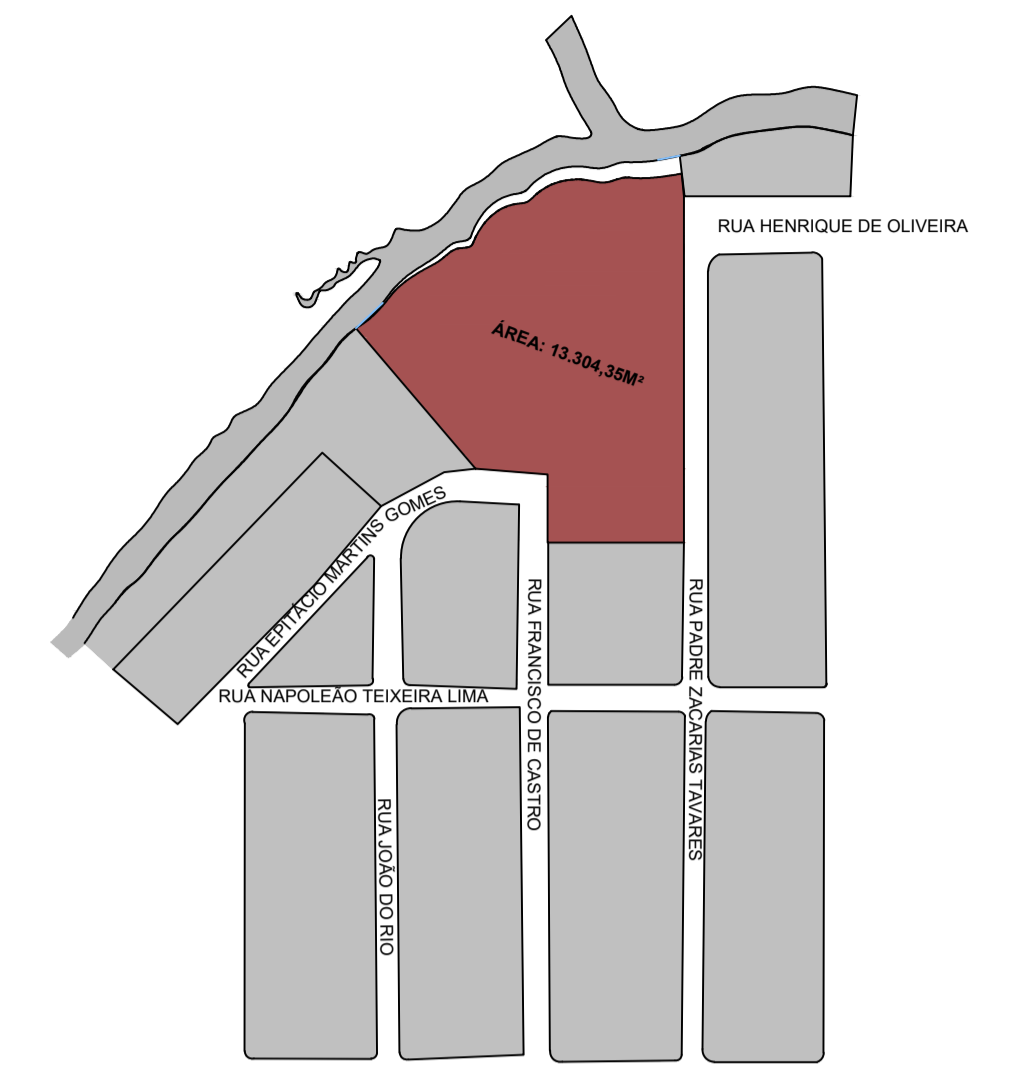 RUA HENRIQUE DE OLIVEIRA
ÁREA: 13.304,35M²
RUA EPITÁCIO MARTINS GOMES
RUA FRANCISCO DE CASTRO
RUA PADRE ZACARIAS TAVARES
RUA NAPOLEÃO TEIXEIRA LIMA
RUA JOÃO DO RIO